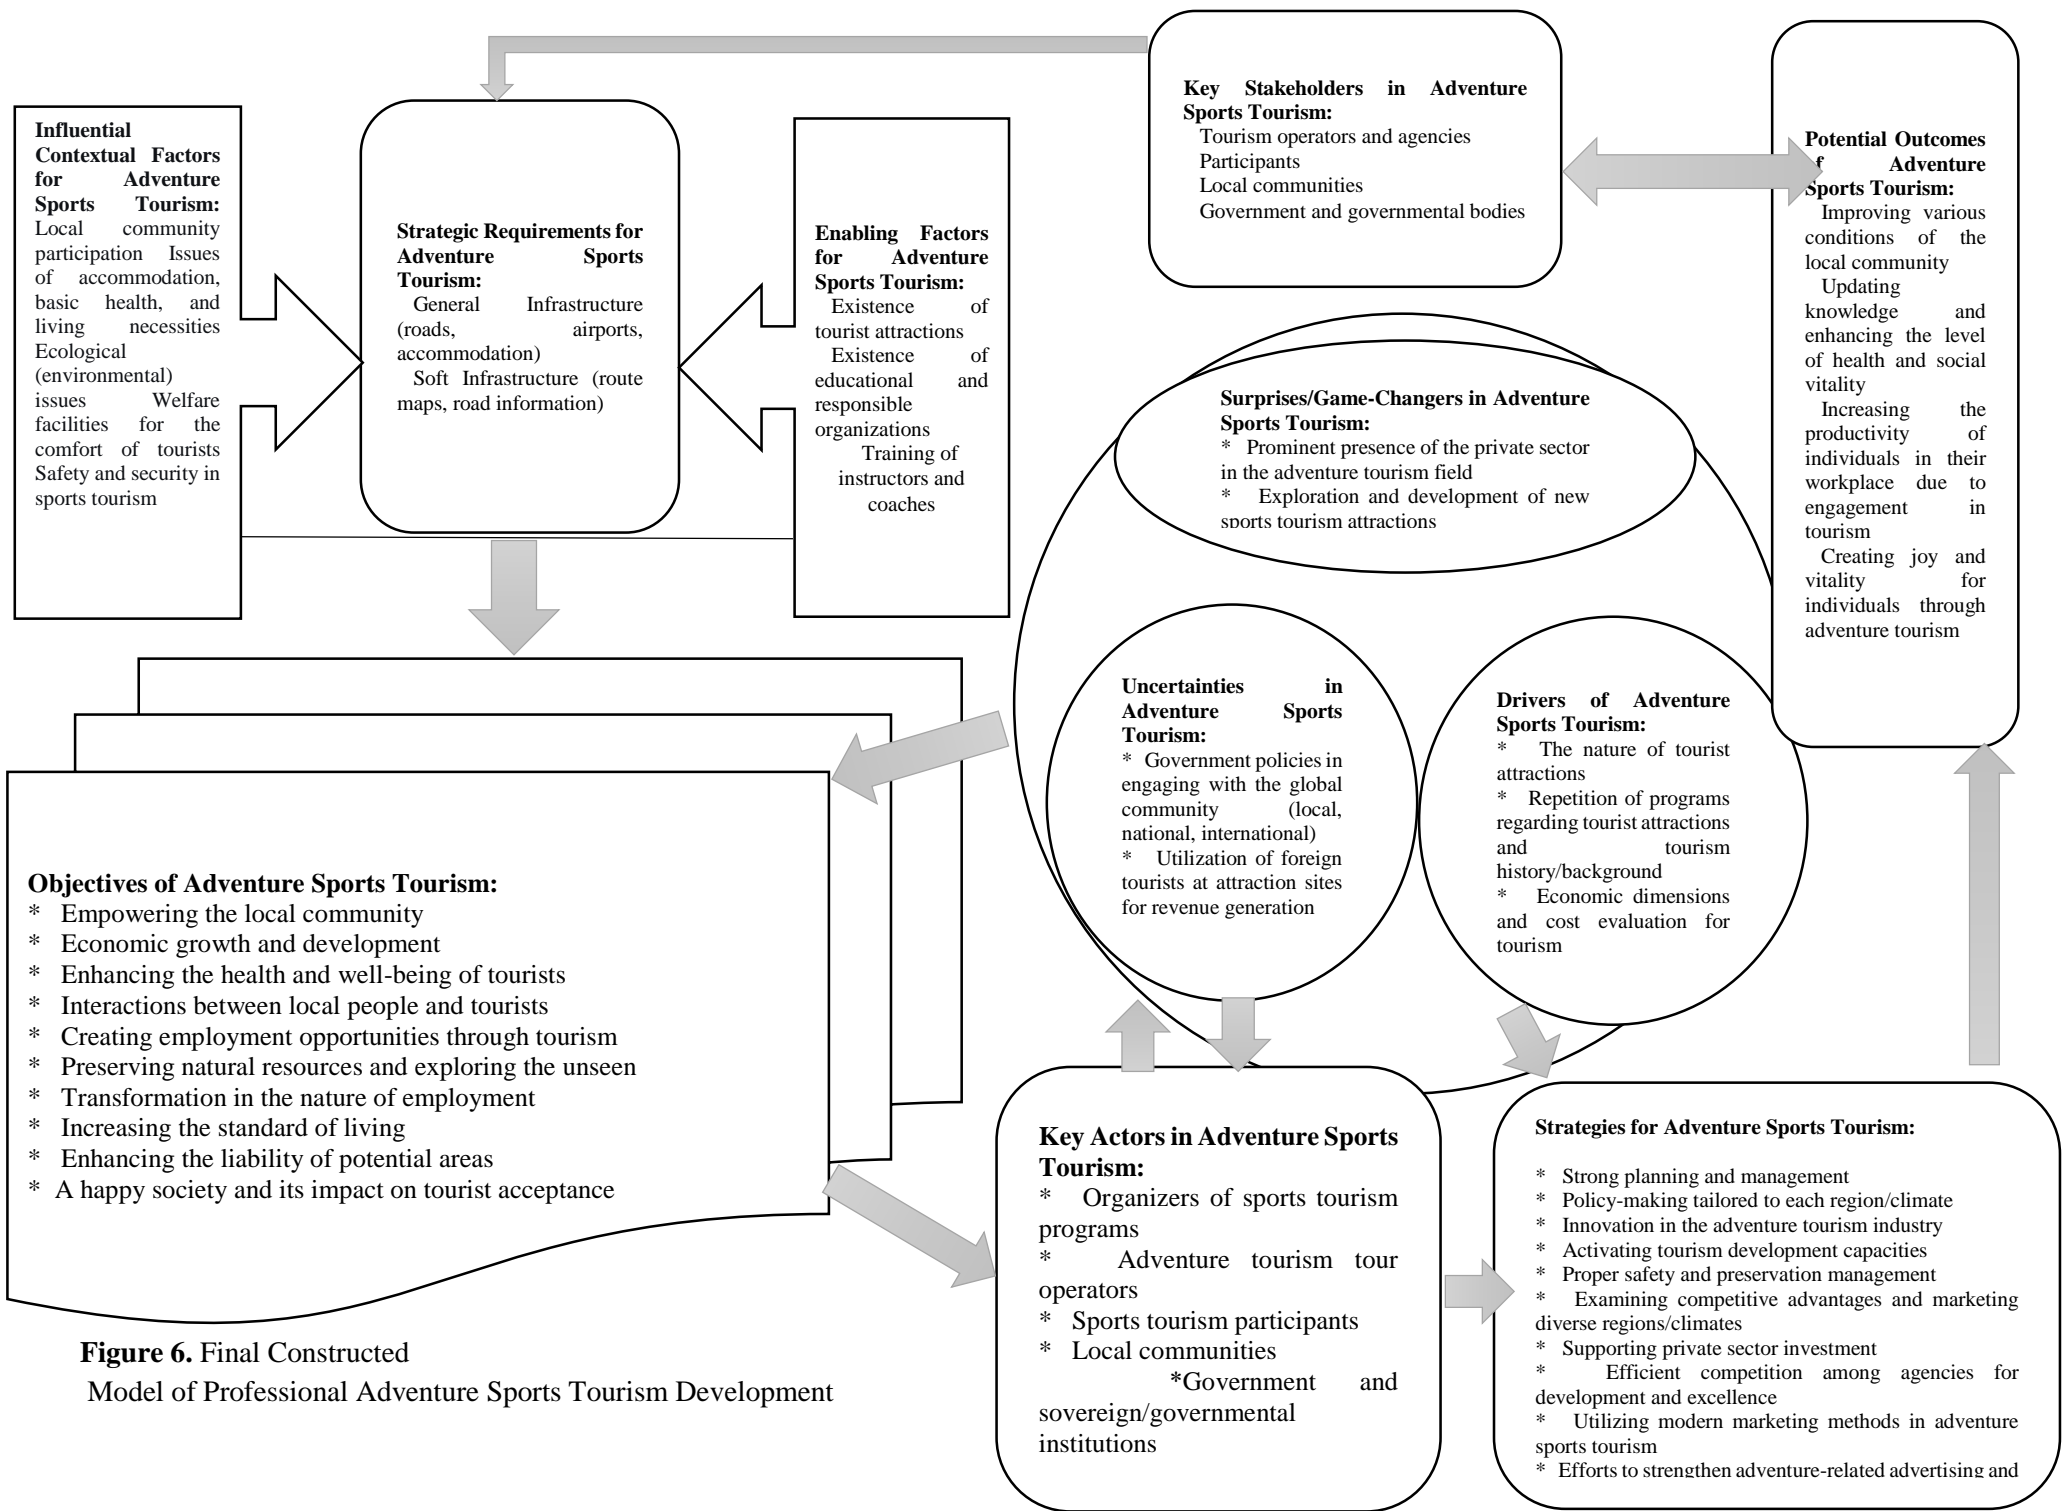 Key Stakeholders in Adventure
Sports Tourism:
Tourism operators and agencies
Participants
Local communities
Government and governmental bodies
Influential
Contextual Factors
for Adventure
Sports Tourism:
Local community
participation Issues
of accommodation,
basic health, and
living necessities
Ecological
(environmental)
issues Welfare
facilities for the
comfort of tourists
Safety and security in
sports tourism
Strategic Requirements for
Adventure Sports
Tourism:
General Infrastructure
(roads, airports,
accommodation)
Soft Infrastructure (route
maps, road information)
Enabling Factors
for Adventure
Sports Tourism:
Existence of
tourist attractions
Existence of
educational and
responsible
organizations
Training of
instructors and
coaches
Potential Outcomes
of Adventure
Sports Tourism:
Improving various
conditions of the
local community
Updating
knowledge and
enhancing the level
of health and social
vitality
Increasing the
productivity of
individuals in their
workplace due to
engagement in
tourism
Creating joy and
vitality for
individuals through
adventure tourism
Surprises/Game-Changers in Adventure
Sports Tourism:
* Prominent presence of the private sector
in the adventure tourism field
* Exploration and development of new
sports tourism attractions
Uncertainties in
Adventure Sports
Tourism:
* Government policies in
engaging with the global
community (local,
national, international)
* Utilization of foreign
tourists at attraction sites
for revenue generation
Drivers of Adventure
Sports Tourism:
* The nature of tourist
attractions
* Repetition of programs
regarding tourist attractions
and tourism
history/background
* Economic dimensions
and cost evaluation for
tourism
Objectives of Adventure Sports Tourism:
* Empowering the local community
* Economic growth and development
* Enhancing the health and well-being of tourists
* Interactions between local people and tourists
* Creating employment opportunities through tourism
* Preserving natural resources and exploring the unseen
* Transformation in the nature of employment
* Increasing the standard of living
* Enhancing the liability of potential areas
* A happy society and its impact on tourist acceptance
Key Actors in Adventure Sports
Tourism:
* Organizers of sports tourism
programs
* Adventure tourism tour
operators
* Sports tourism participants
* Local communities
*Government and
sovereign/governmental
institutions
Strategies for Adventure Sports Tourism:
* Strong planning and management
* Policy-making tailored to each region/climate
* Innovation in the adventure tourism industry
* Activating tourism development capacities
* Proper safety and preservation management
* Examining competitive advantages and marketing
diverse regions/climates
* Supporting private sector investment
* Efficient competition among agencies for
development and excellence
* Utilizing modern marketing methods in adventure
sports tourism
* Efforts to strengthen adventure-related advertising and
Figure 6. Final Constructed
Model of Professional Adventure Sports Tourism Development